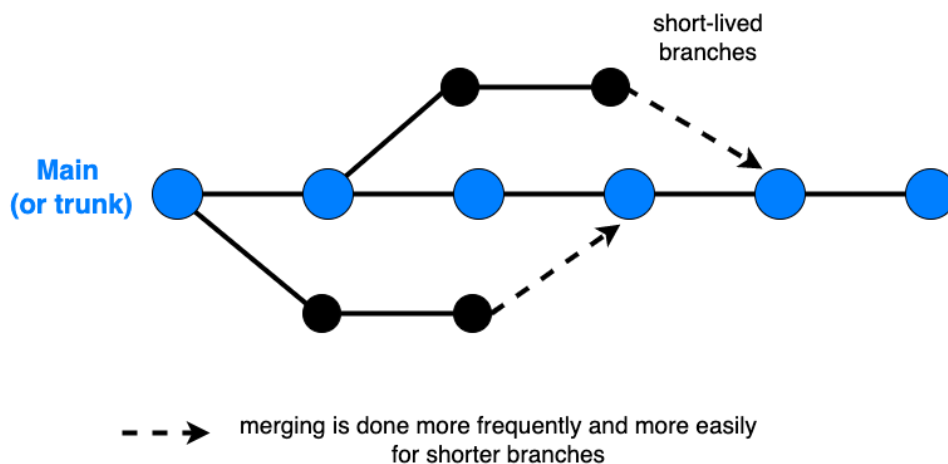 short-lived
branches
Main
(or trunk)
merging is done more frequently and more easily
for shorter branches